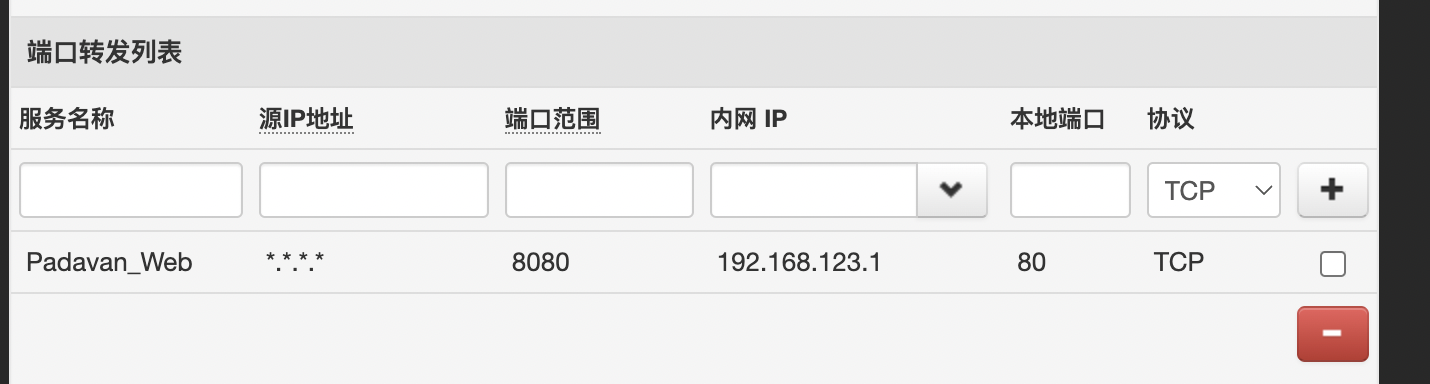 端口转发列表
服务名称 源IP地址 端口范围 内网 IP 本地端口 协议
TCP
Padavan_Web *.*.*.* 8080 192.168.123.1 80 TCP